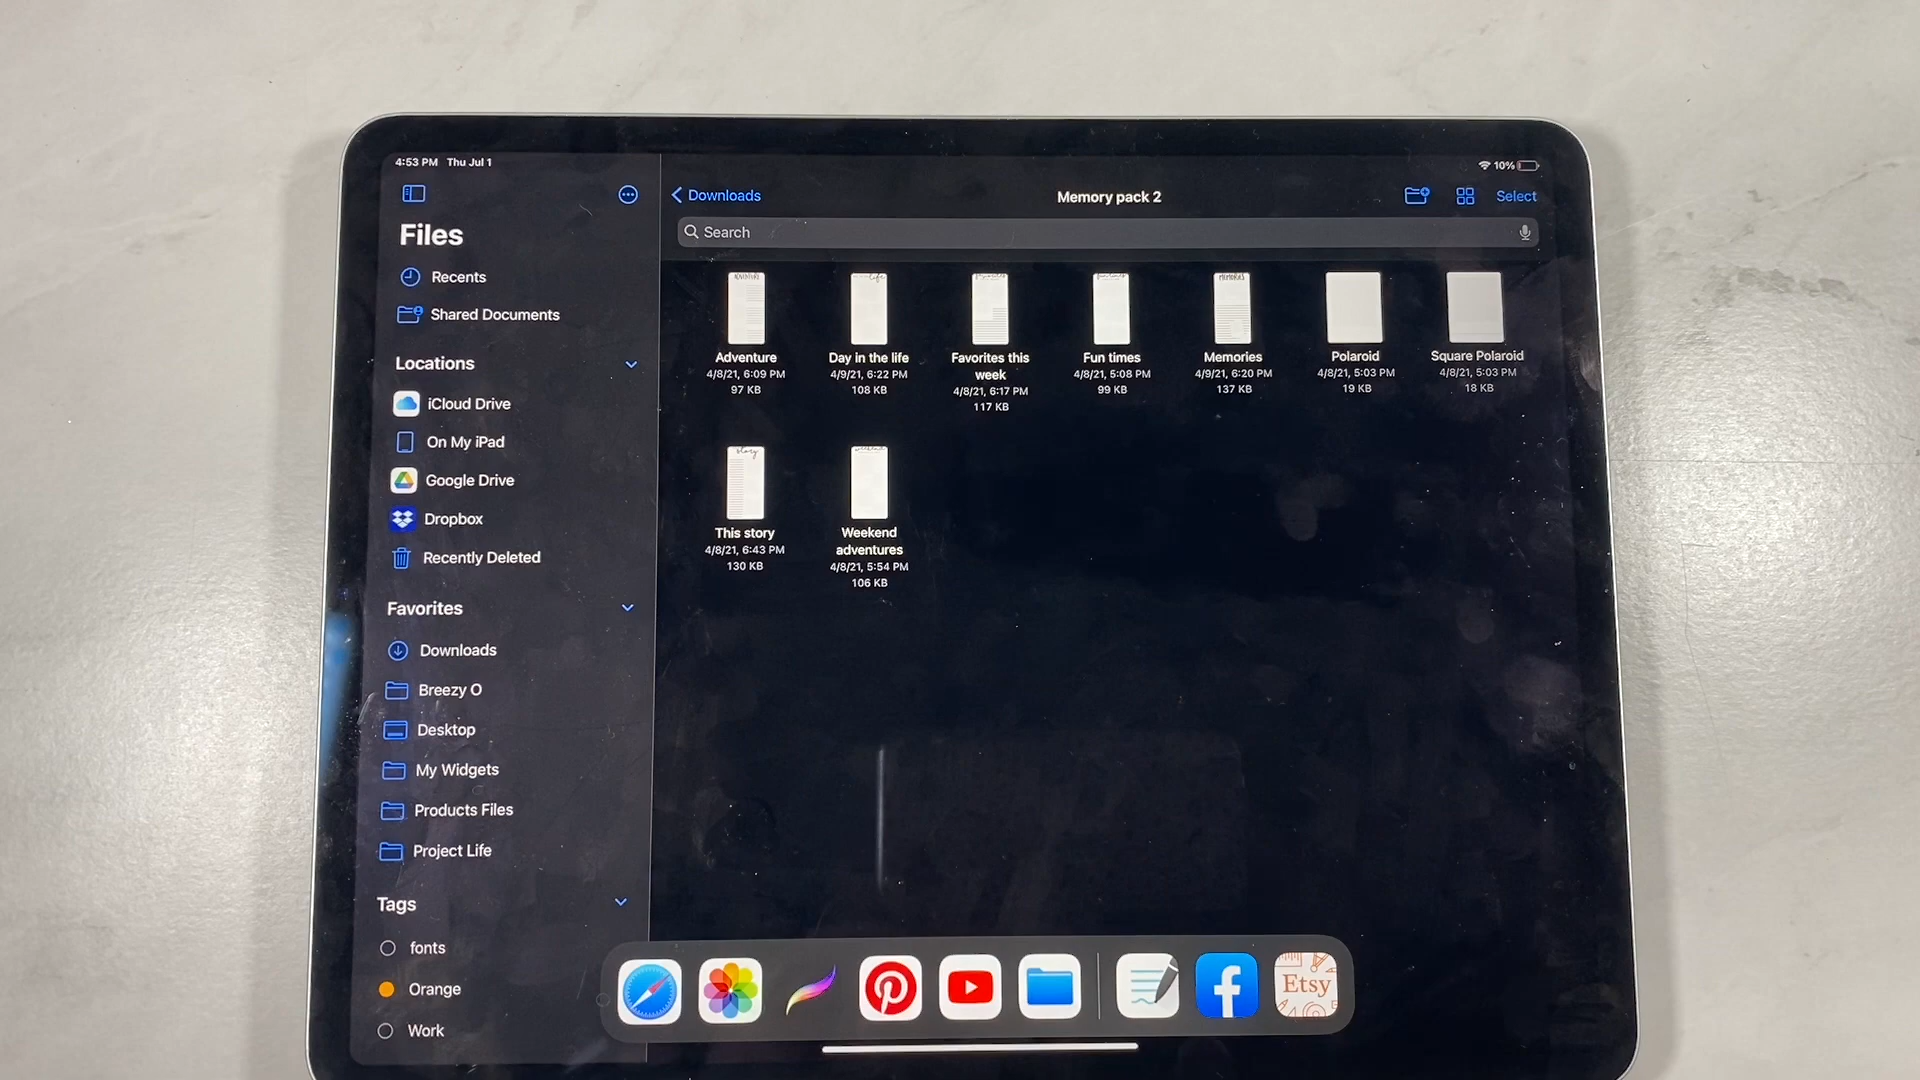 4:53 PM Thu Jul 1
10%
Files
Recents
Shared Documents
Locations
iCloud Drive
On My iPad
Google Drive
Dropbox
Recently Deleted
Favorites
Downloads
Breezy O
Desktop
My Widgets
Products Files
Project Life
Tags
fonts
Orange
Work
Downloads
Memory pack 2
Select
Search
ADVENTURE
life
MEMORIES
Adventure
4/8/21, 6:09 PM
97 KB
Day in the life
4/9/21, 6:22 PM
108 KB
Favorites this
week
4/8/21, 6:17 PM
117 KB
Fun times
4/8/21, 5:08 PM
99 KB
Memories
4/9/21, 6:20 PM
137 KB
Polaroid
4/8/21, 5:03 PM
19 KB
Square Polaroid
4/8/21, 5:03 PM
18 KB
story
This story
4/8/21, 6:43 PM
130 KB
Weekend
adventures
4/8/21, 5:54 PM
106 KB
Etsy